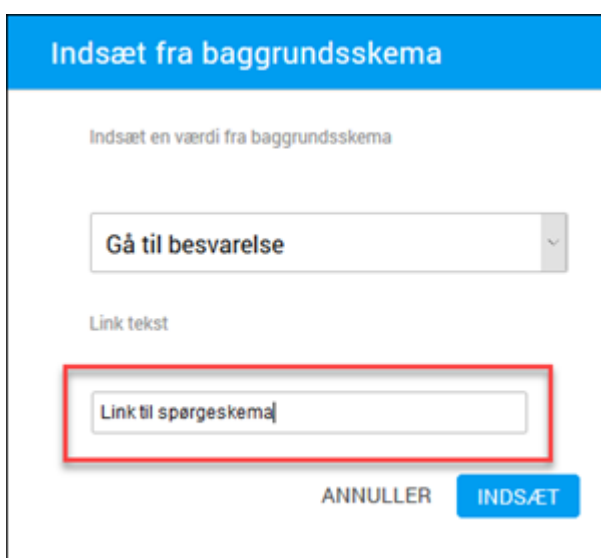 Indsæt fra baggrundsskema
Indsæt en værdi fra baggrundsskema
Gå til besvarelse
Link tekst
Link til spørgeskema
ANNULLER INDSÆT